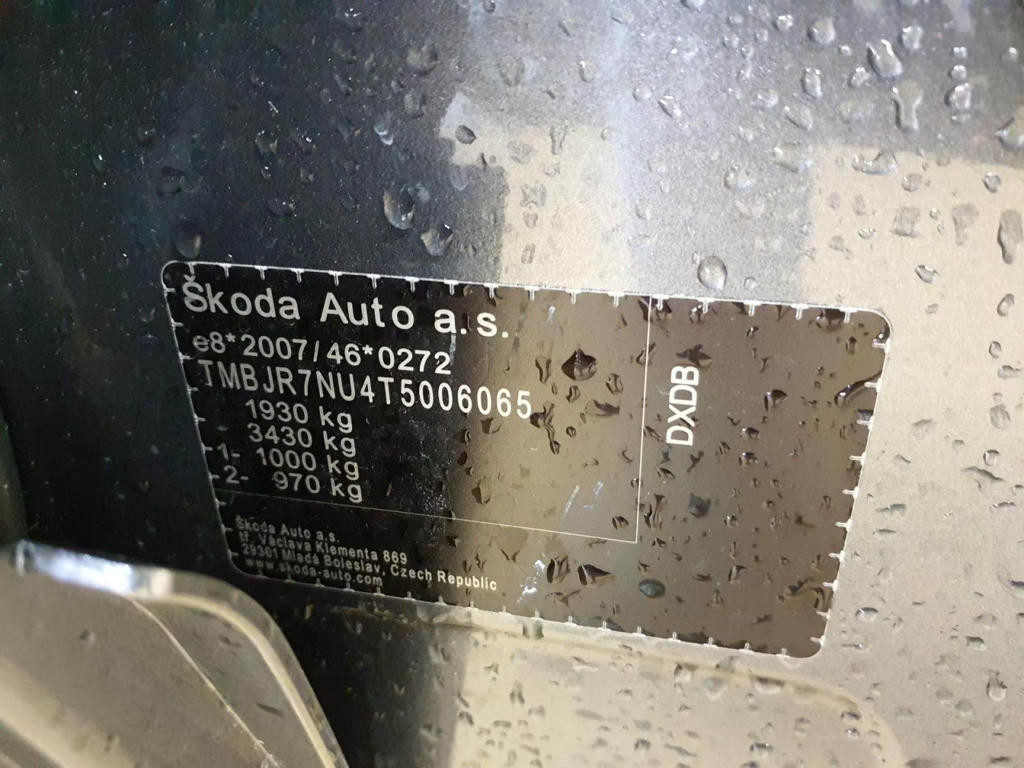 Škoda Auto a.s.
e8*2007/46*0272
TMBJR7NU4T5006065
1930 kg
3430 kg
1- 1000 kg
2- 970 kg
DXDB
Škoda Auto a.s.
tř. Václava Klementa 869
29301 Mladá Boleslav, Czech Republic
www.skoda-auto.com